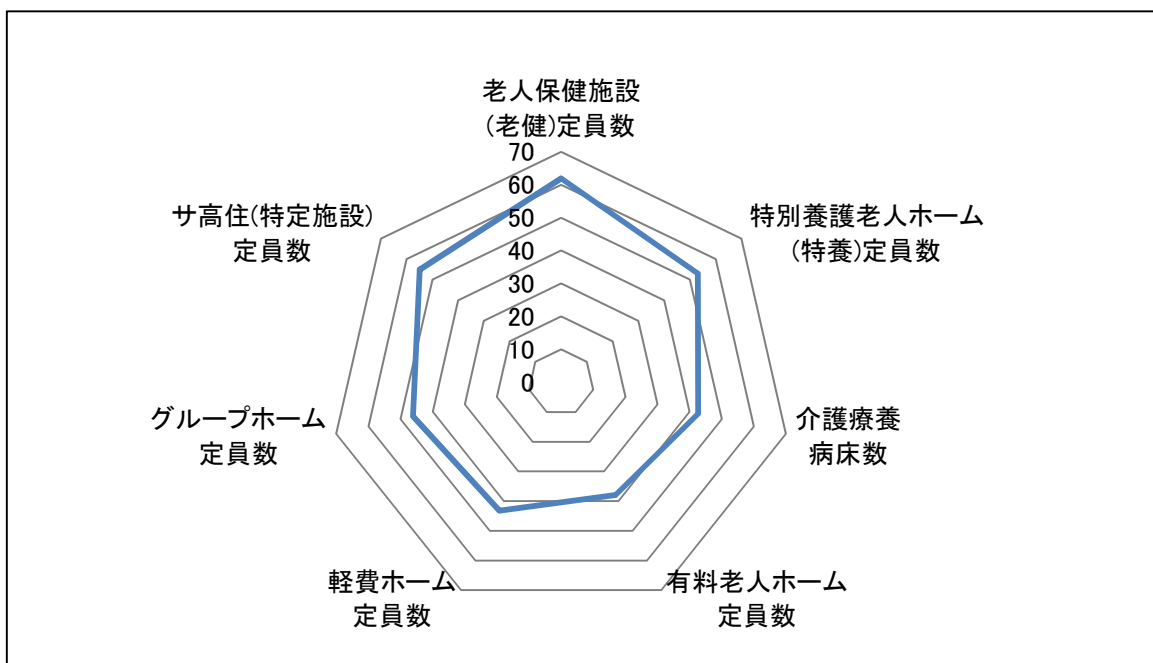 老人保健施設
(老健)定員数
70
60
50
40
30
20
10
0
特別養護老人ホーム
(特養)定員数
介護療養
病床数
有料老人ホーム
定員数
軽費ホーム
定員数
グループホーム
定員数
サ高住(特定施設)
定員数